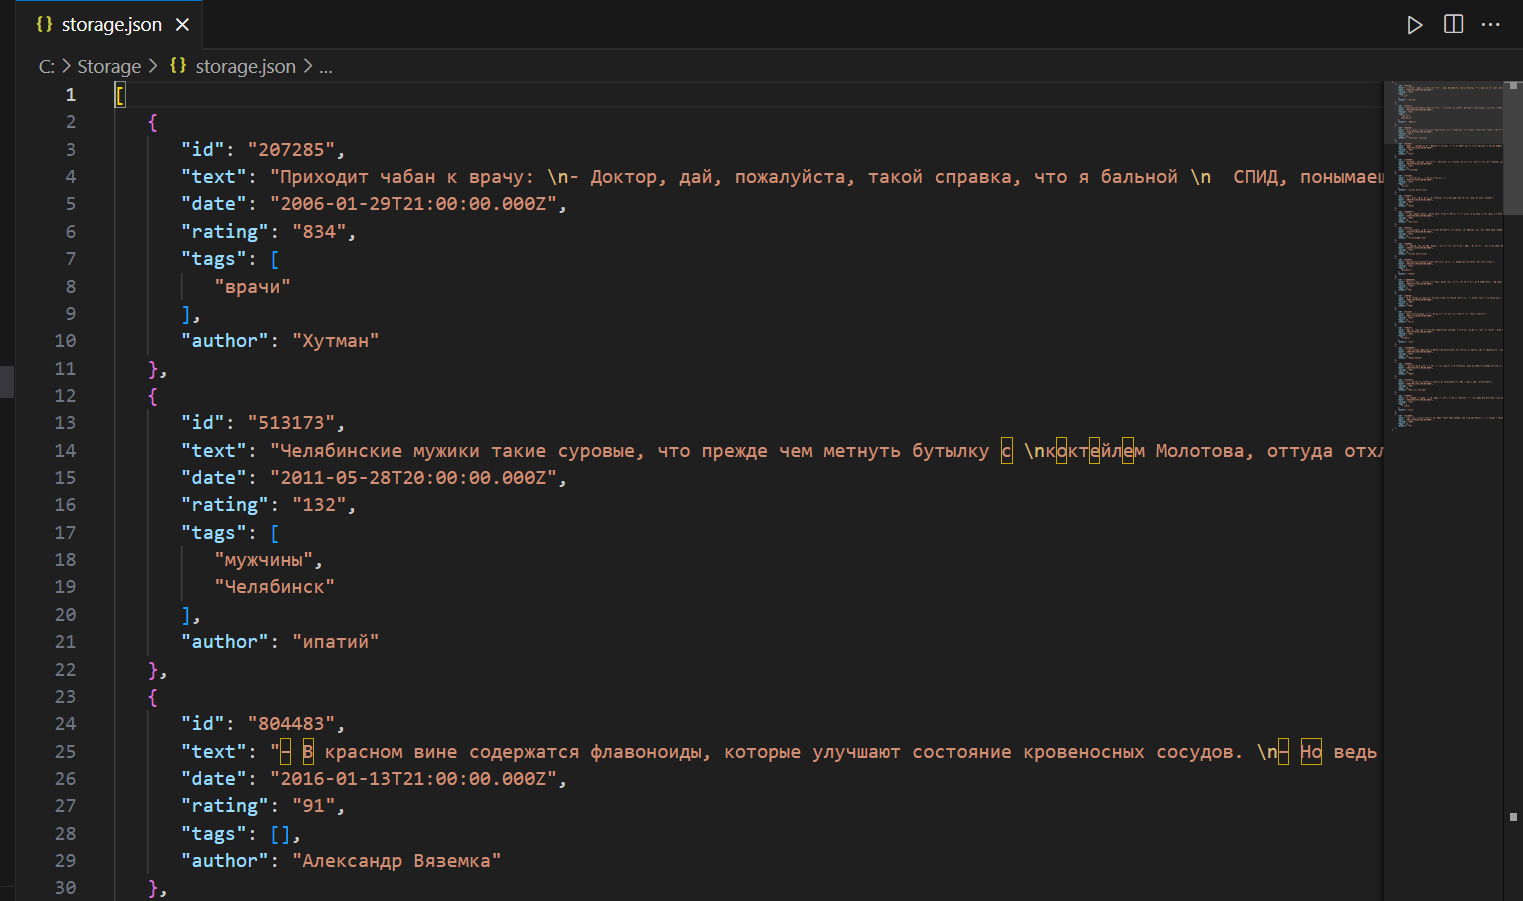 {} storage.json ×
C: > Storage > {} storage.json > ...
1 [
2 {
3 "id": "207285",
4 "text": "Приходит чабан к врачу: \n- Доктор, дай, пожалуйста, такой справка, что я бальной \n  СПИД, понымаеш
5 "date": "2006-01-29T21:00:00.000Z",
6 "rating": "834",
7 "tags": [
8 "врачи"
9 ],
10 "author": "Хутман"
11 },
12 {
13 "id": "513173",
14 "text": "Челябинские мужики такие суровые, что прежде чем метнуть бутылку с \nкоктейлем Молотова, оттуда отхл
15 "date": "2011-05-28T20:00:00.000Z",
16 "rating": "132",
17 "tags": [
18 "мужчины",
19 "Челябинск"
20 ],
21 "author": "ипатий"
22 },
23 {
24 "id": "804483",
25 "text": "– В красном вине содержатся флавоноиды, которые улучшают состояние кровеносных сосудов. \n– Но ведь
26 "date": "2016-01-13T21:00:00.000Z",
27 "rating": "91",
28 "tags": [],
29 "author": "Александр Вяземка"
30 },